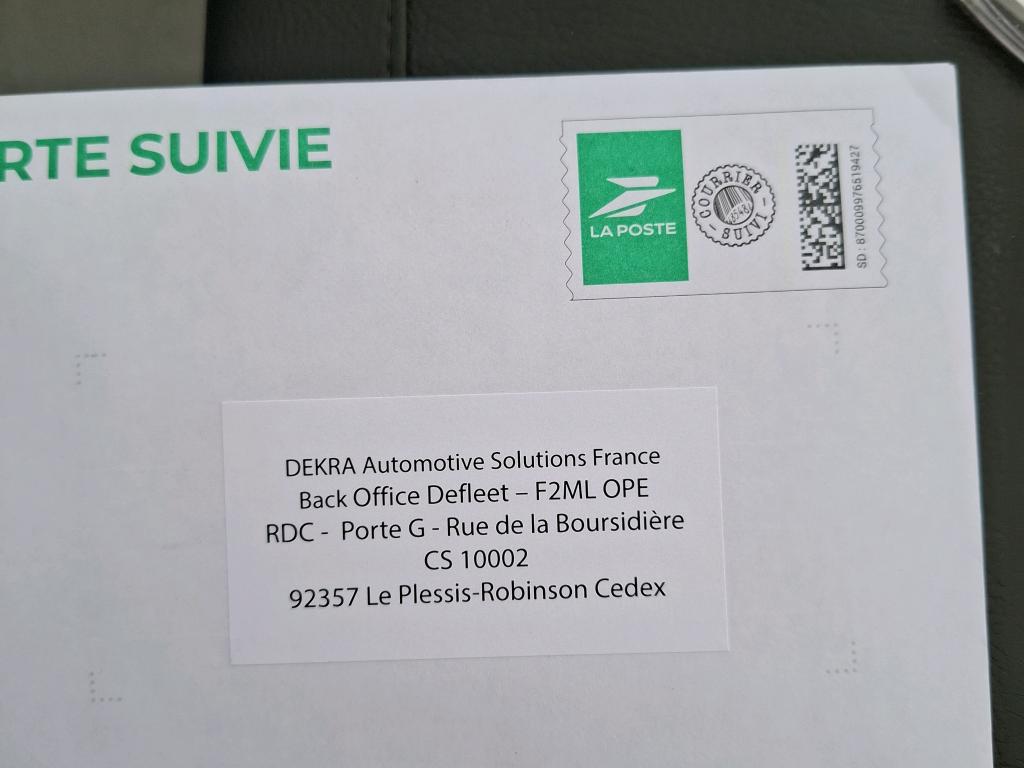 RTE SUIVIE
LA POSTE
COURRIER
SUIVI
SD : 87000997651942​7
DEKRA Automotive Solutions France
Back Office Defleet – F2ML OPE
RDC - Porte G - Rue de la Boursidière
CS 10002
92357 Le Plessis-Robinson Cedex